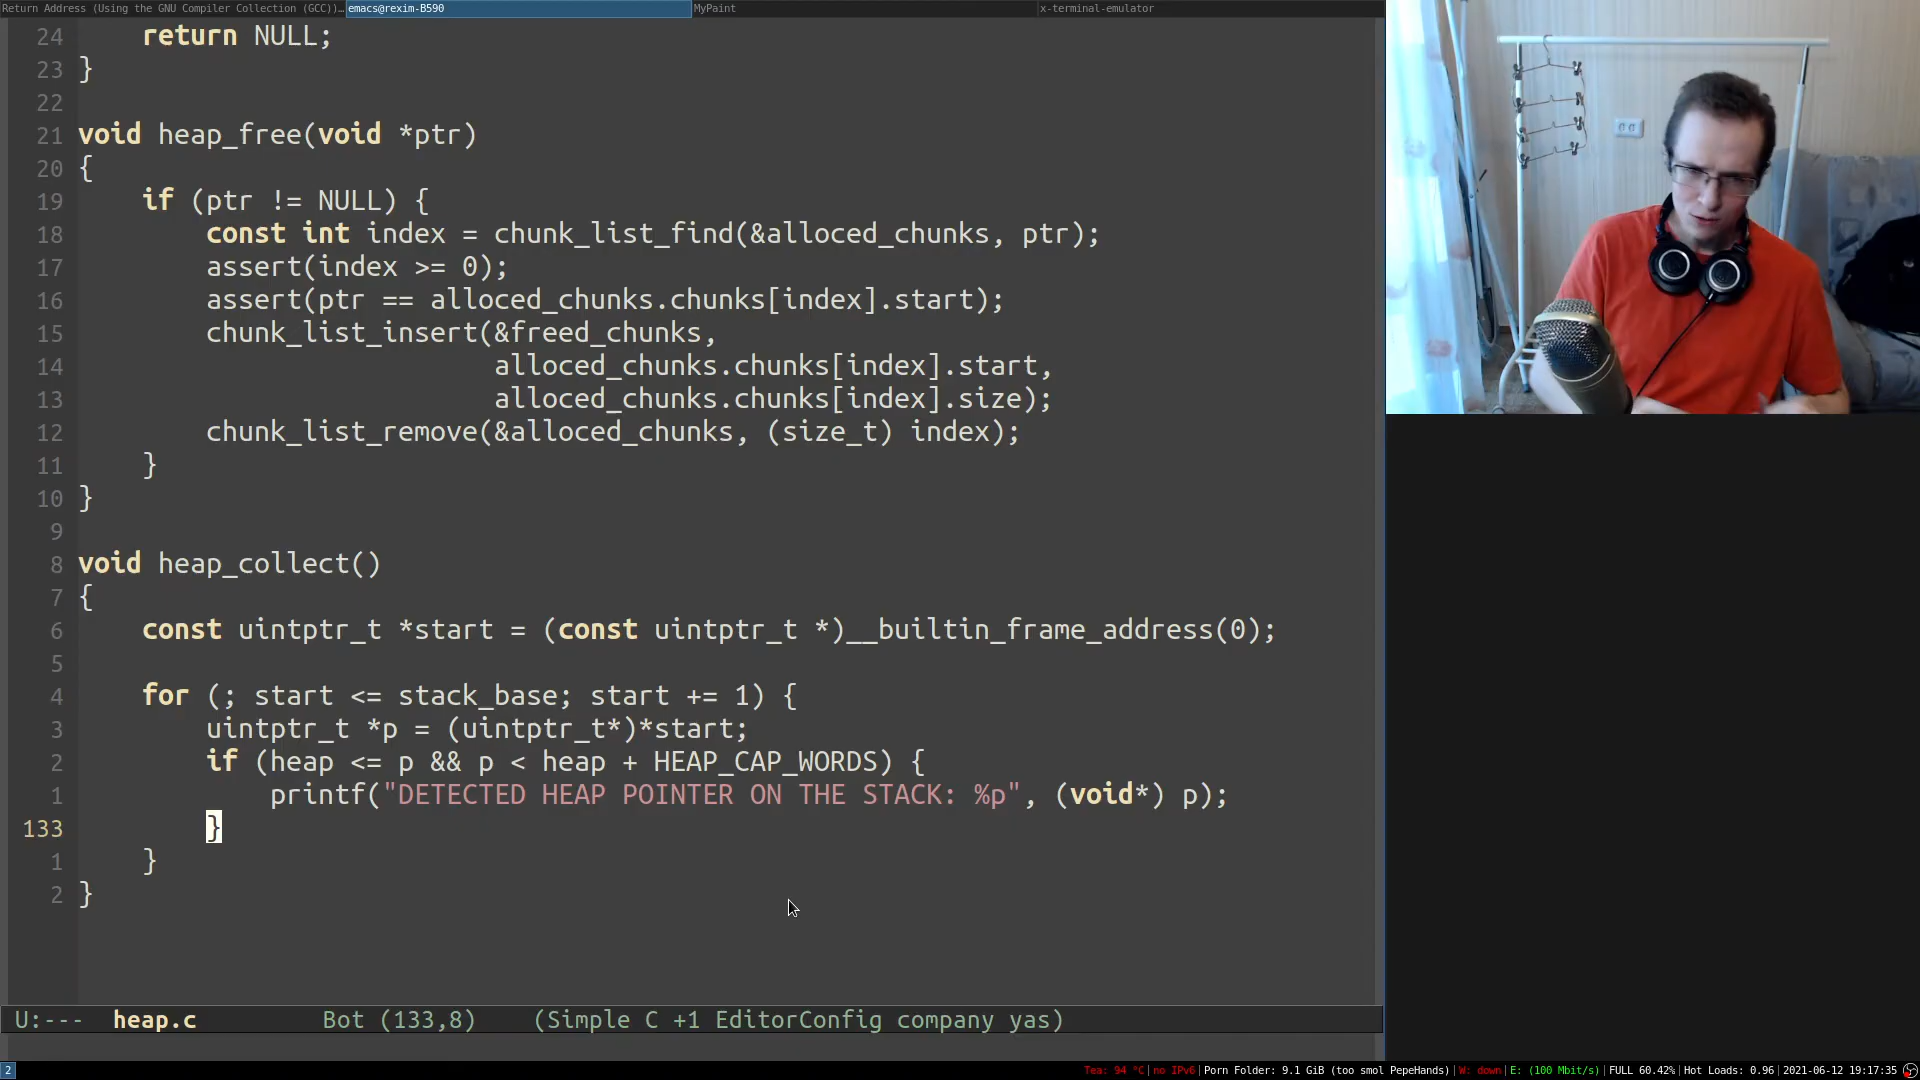 Return Address (Using the GNU Compiler Collection (GCC))… emacs@rexim-B590 MyPaint x-terminal-emulator
24 return NULL;
23 }
22
21 void heap_free(void *ptr)
20 {
19 if (ptr != NULL) {
18 const int index = chunk_list_find(&alloced_chunks, ptr);
17 assert(index >= 0);
16 assert(ptr == alloced_chunks.chunks[index].start);
15 chunk_list_insert(&freed_chunks,
14 alloced_chunks.chunks[index].start,
13 alloced_chunks.chunks[index].size);
12 chunk_list_remove(&alloced_chunks, (size_t) index);
11 }
10 }
9
8 void heap_collect()
7 {
6 const uintptr_t *start = (const uintptr_t *)__builtin_frame_address(0);
5
4 for (; start <= stack_base; start += 1) {
3 uintptr_t *p = (uintptr_t*)*start;
2 if (heap <= p && p < heap + HEAP_CAP_WORDS) {
1 printf("DETECTED HEAP POINTER ON THE STACK: %p", (void*) p);
133 }
1 }
2 }
U:--- heap.c Bot (133,8) (Simple C +1 EditorConfig company yas)
2 Tea: 94 °C|no IPv6|Porn Folder: 9.1 GiB (too smol PepeHands)|W: down|E: (100 Mbit/s)|FULL 60.42%|Hot Loads: 0.96|2021-06-12 19:17:35